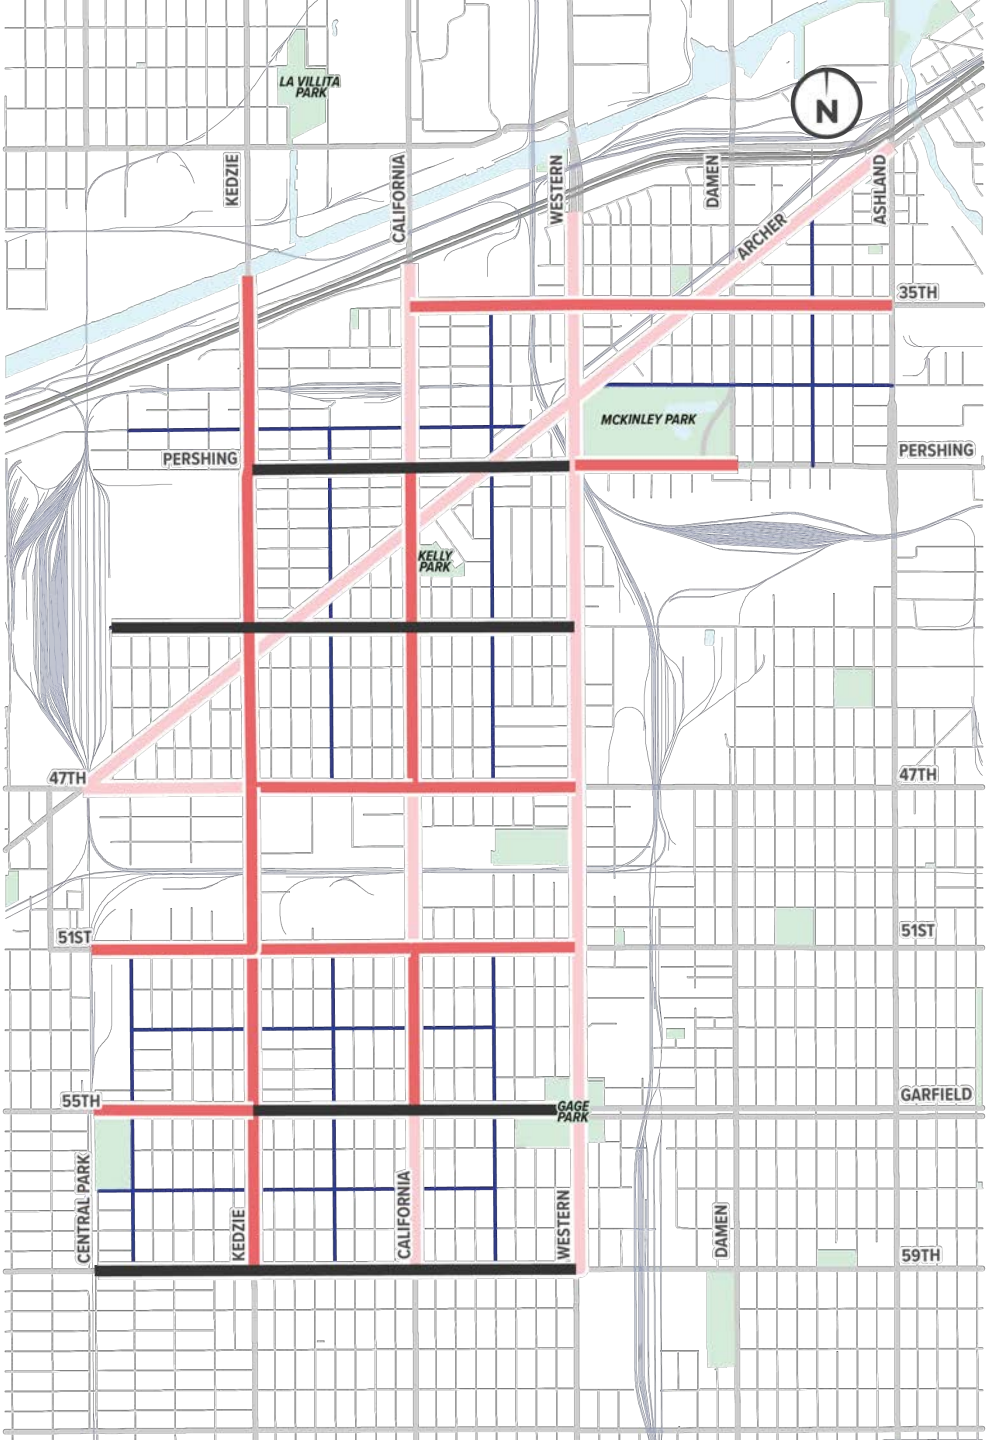 LA VILLITA
PARK
N
KEDZIE
CALIFORNIA
WESTERN
DAMEN
ASHLAND
ARCHER
35TH
MCKINLEY PARK
PERSHING
PERSHING
KELLY
PARK
47TH
47TH
51ST
51ST
55TH
GARFIELD
GAGE
PARK
CENTRAL PARK
KEDZIE
CALIFORNIA
WESTERN
DAMEN
59TH